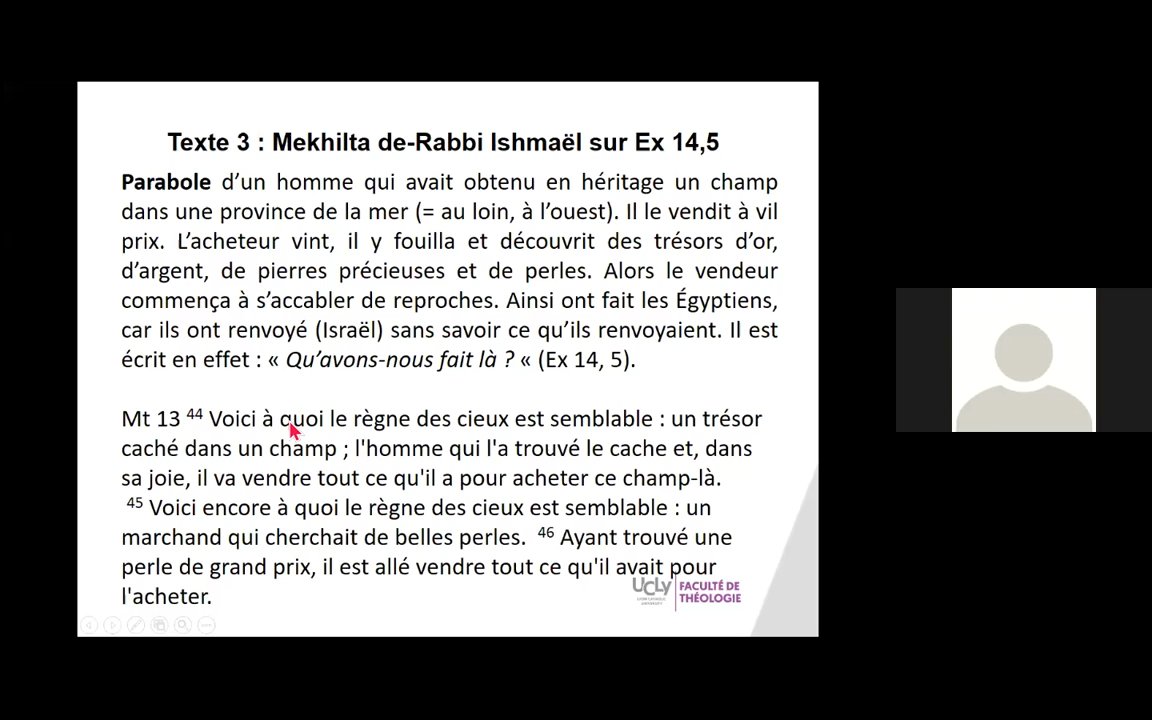 Texte 3 : Mekhilta de-Rabbi Ishmaël sur Ex 14,5
Parabole d’un homme qui avait obtenu en héritage un champ
dans une province de la mer (= au loin, à l’ouest). Il le vendit à vil
prix. L’acheteur vint, il y fouilla et découvrit des trésors d’or,
d’argent, de pierres précieuses et de perles. Alors le vendeur
commença à s’accabler de reproches. Ainsi ont fait les Égyptiens,
car ils ont renvoyé (Israël) sans savoir ce qu’ils renvoyaient. Il est
écrit en effet : « Qu’avons-nous fait là ? « (Ex 14, 5).
Mt 13 44 Voici à quoi le règne des cieux est semblable : un trésor
caché dans un champ ; l'homme qui l'a trouvé le cache et, dans
sa joie, il va vendre tout ce qu'il a pour acheter ce champ-là.
45 Voici encore à quoi le règne des cieux est semblable : un
marchand qui cherchait de belles perles. 46 Ayant trouvé une
perle de grand prix, il est allé vendre tout ce qu'il avait pour
l'acheter.
UCLy
FACULTÉ DE
THÉOLOGIE